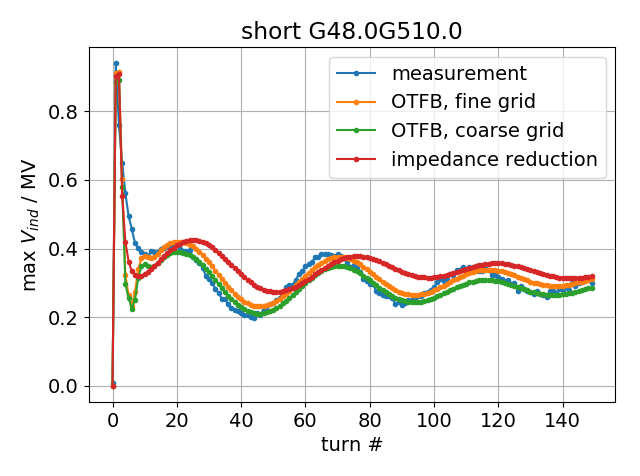 short G48.0G510.0
max V_ind / MV
0.8
0.6
0.4
0.2
0.0
measurement
OTFB, fine grid
OTFB, coarse grid
impedance reduction
0 20 40 60 80 100 120 140
turn #